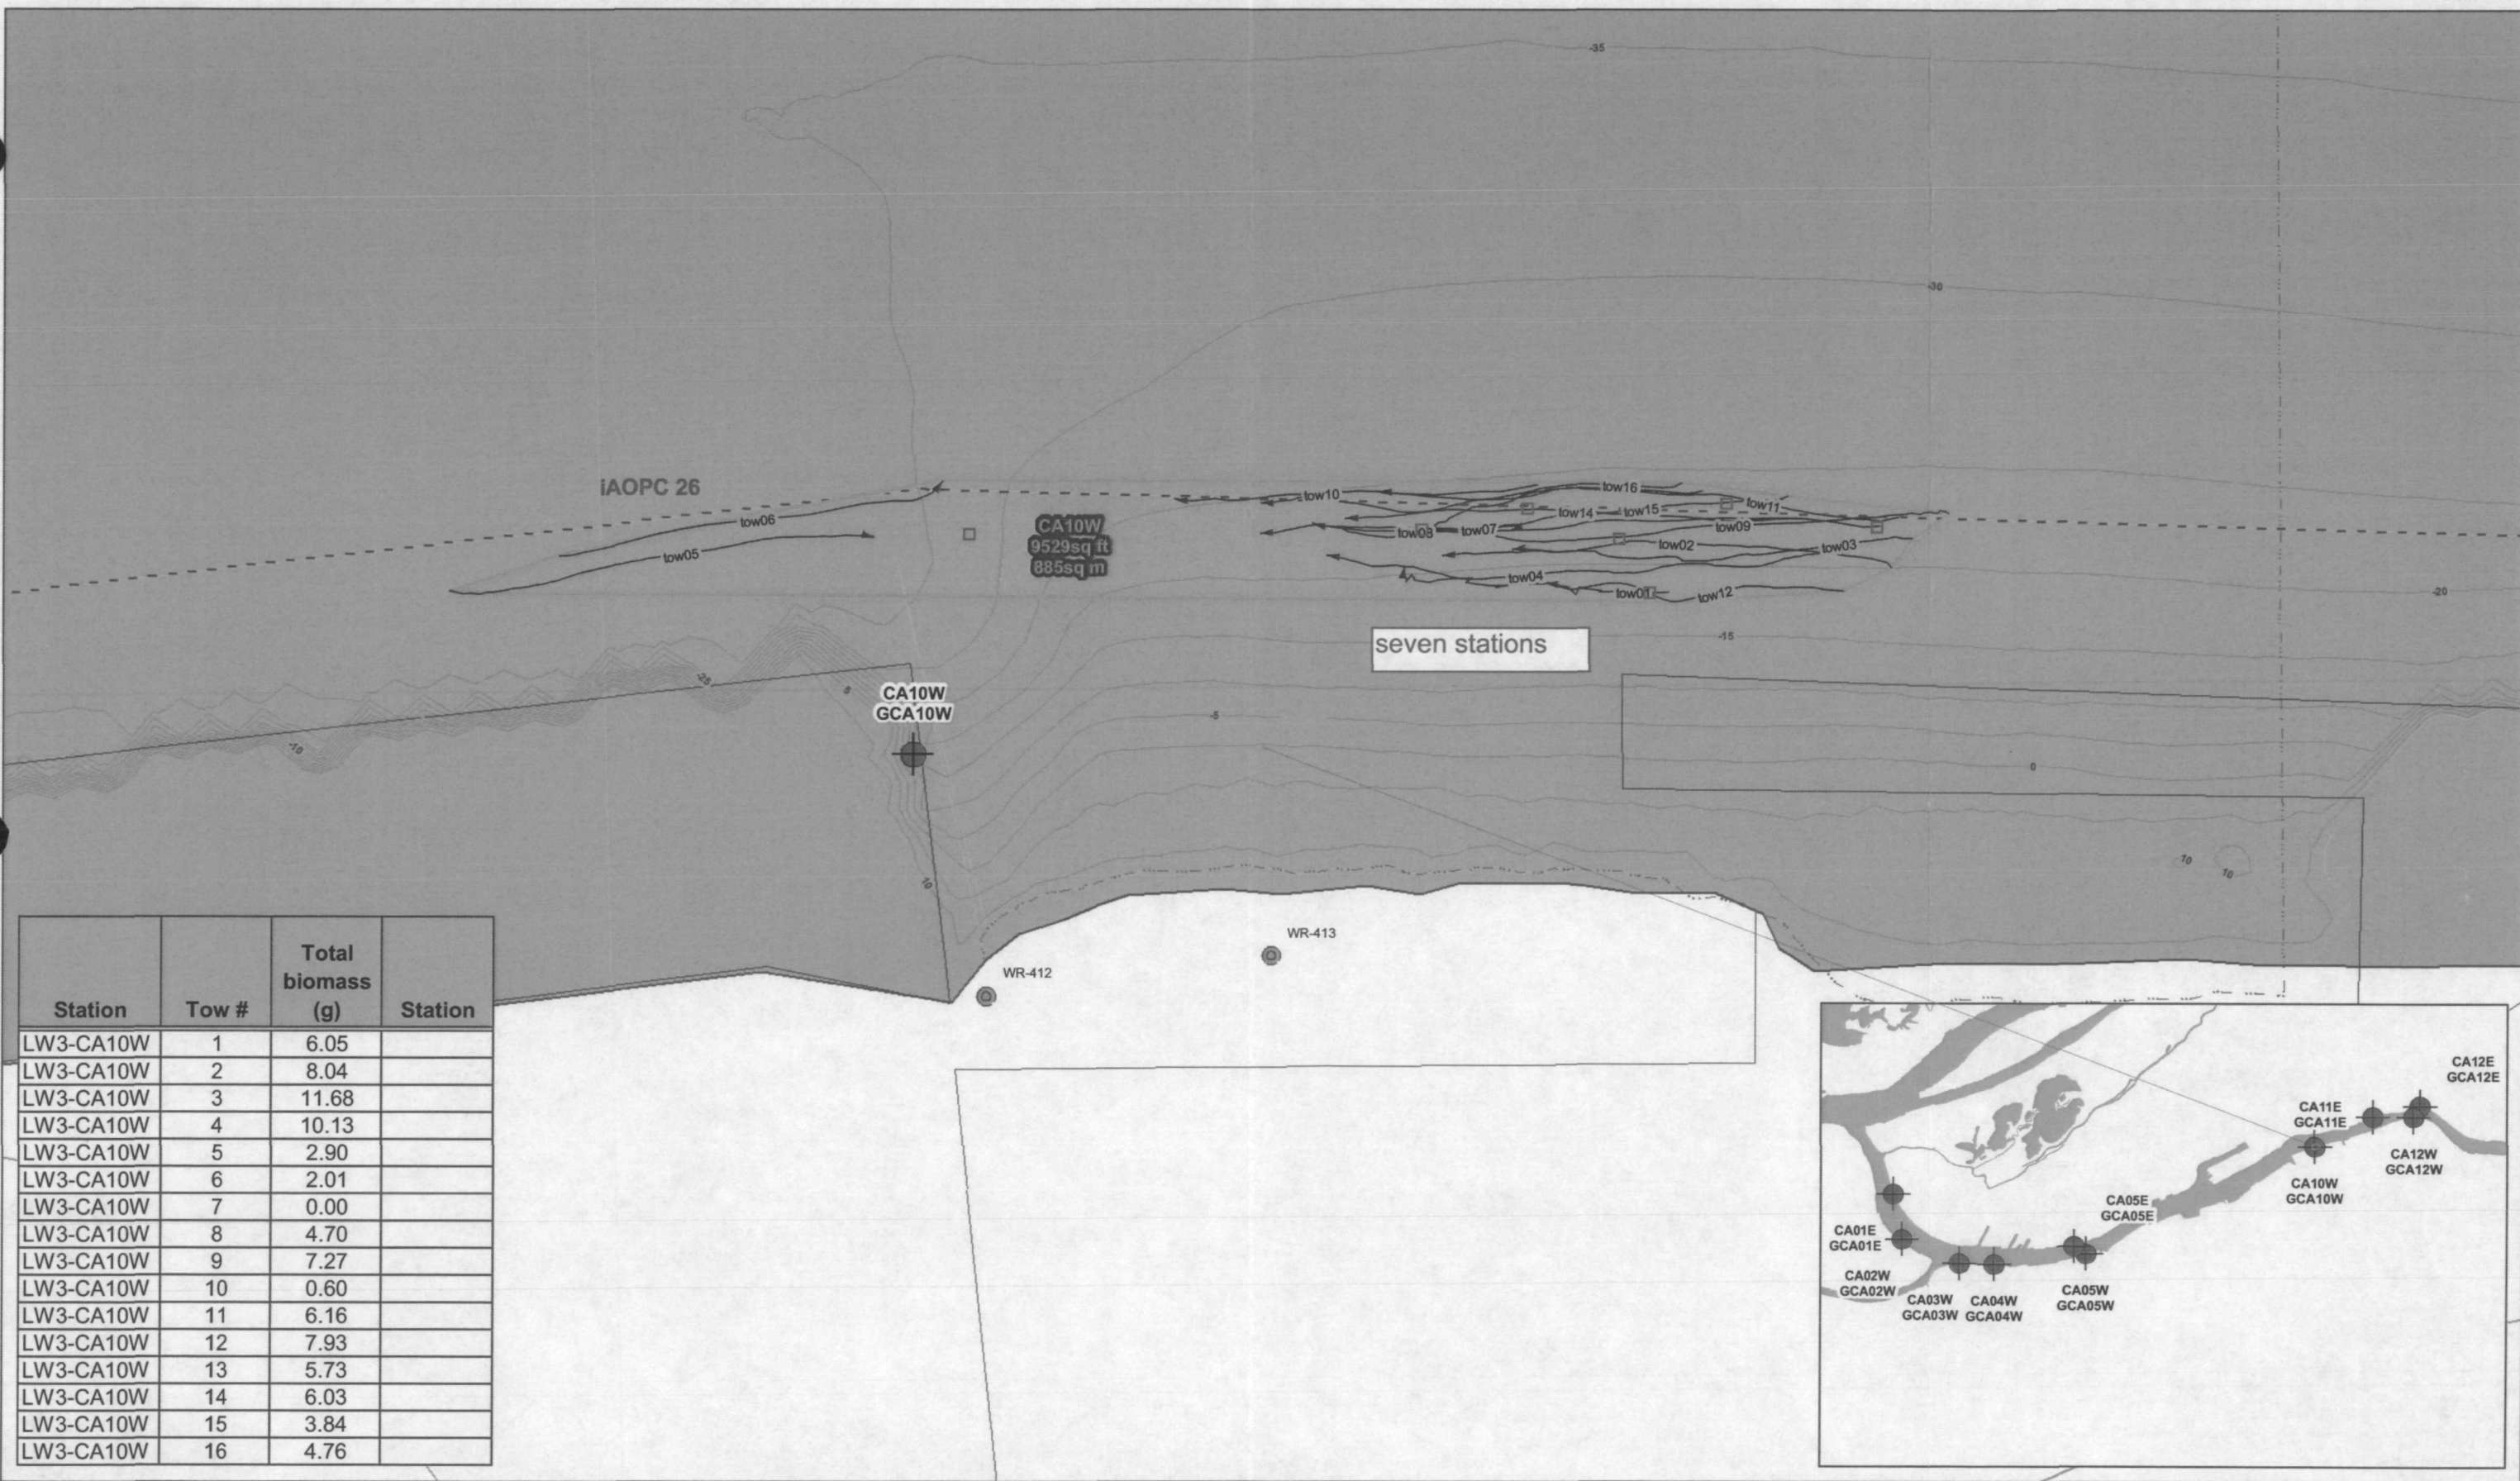 -35
-30
iAOPC 26
tow10
tow16
tow11
tow06
tow14
tow15
CA10W
9529sq ft
885sq m
tow08
tow07
tow09
tow05
tow02
tow03
tow04
tow01
tow12
-20
seven stations
-15
-25
5
CA10W
GCA10W
-5
-10
0
10
10
10
WR-413
WR-412
Station Tow # Total biomass (g) Station
LW3-CA10W 1 6.05
LW3-CA10W 2 8.04
LW3-CA10W 3 11.68
LW3-CA10W 4 10.13
LW3-CA10W 5 2.90
LW3-CA10W 6 2.01
LW3-CA10W 7 0.00
LW3-CA10W 8 4.70
LW3-CA10W 9 7.27
LW3-CA10W 10 0.60
LW3-CA10W 11 6.16
LW3-CA10W 12 7.93
LW3-CA10W 13 5.73
LW3-CA10W 14 6.03
LW3-CA10W 15 3.84
LW3-CA10W 16 4.76
CA12E
GCA12E
CA11E
GCA11E
CA12W
GCA12W
CA10W
GCA10W
CA05E
GCA05E
CA01E
GCA01E
CA02W
GCA02W
CA03W
GCA03W
CA04W
GCA04W
CA05W
GCA05W